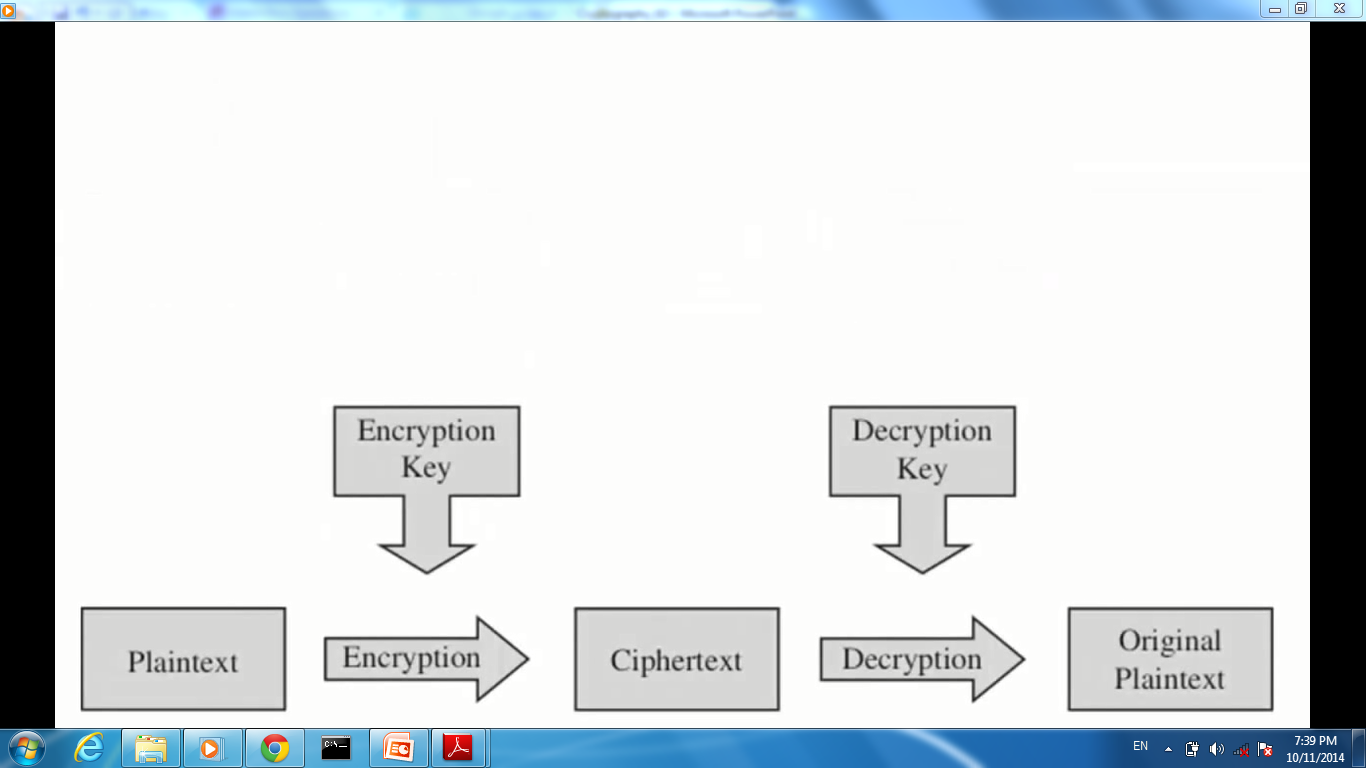 Encryption
Key
Decryption
Key
Plaintext
Encryption
Ciphertext
Decryption
Original
Plaintext
EN
7:39 PM
10/11/2014